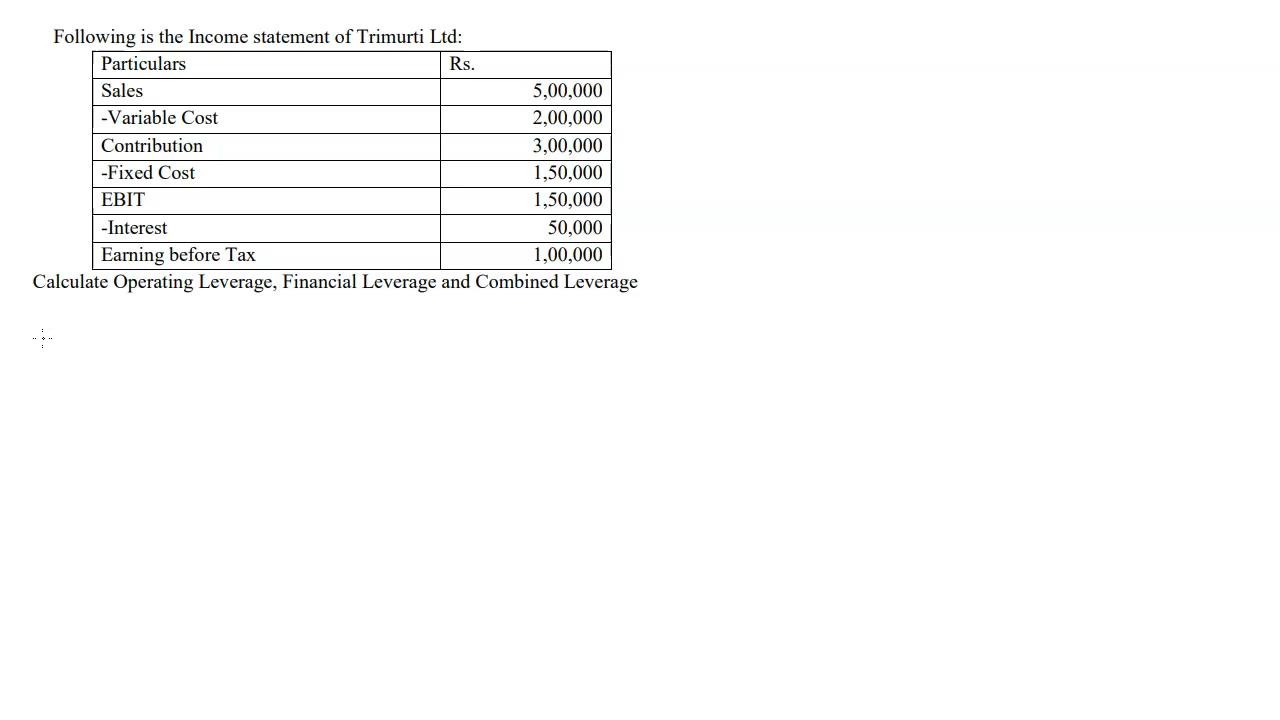 Following is the Income statement of Trimurti Ltd:
Particulars Rs.
Sales 5,00,000
-Variable Cost 2,00,000
Contribution 3,00,000
-Fixed Cost 1,50,000
EBIT 1,50,000
-Interest 50,000
Earning before Tax 1,00,000
Calculate Operating Leverage, Financial Leverage and Combined Leverage